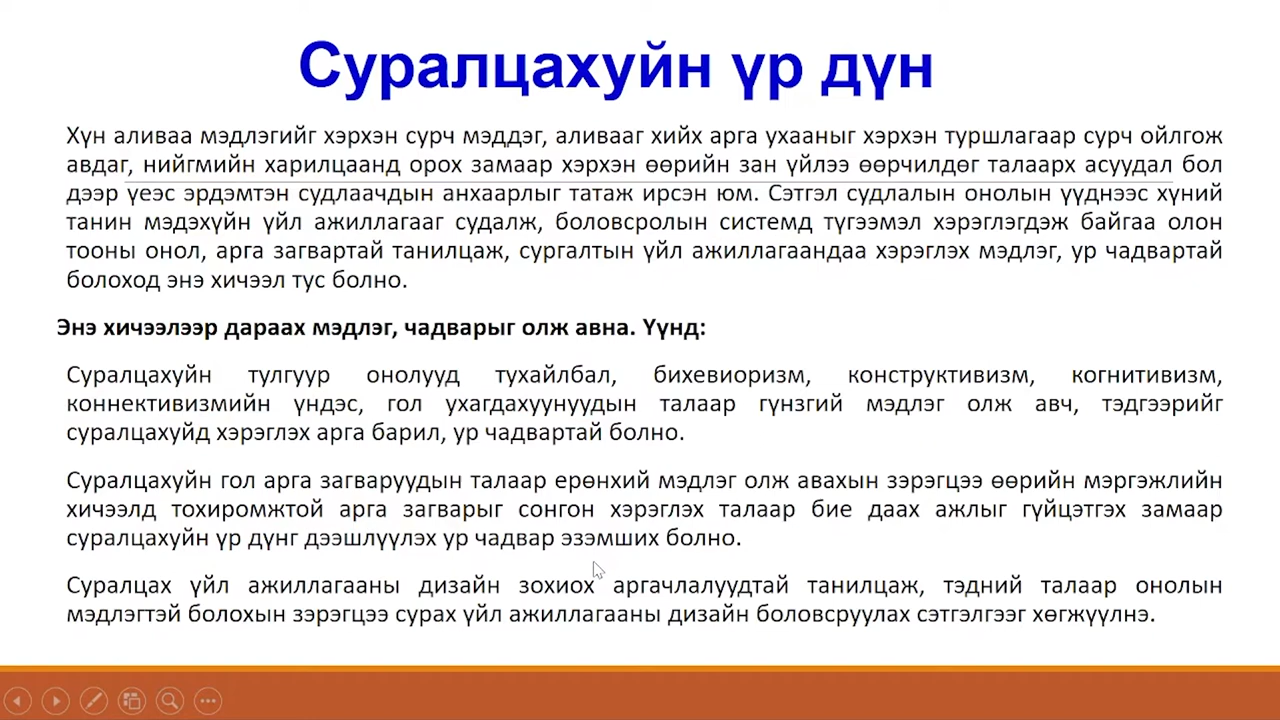 Суралцахуйн үр дүн
Хүн аливаа мэдлэгийг хэрхэн сурч мэддэг, аливааг хийх арга ухааныг хэрхэн туршлагаар сурч ойлгож
авдаг, нийгмийн харилцаанд орох замаар хэрхэн өөрийн зан үйлээ өөрчилдөг талаарх асуудал бол
дээр үеэс эрдэмтэн судлаачдын анхаарлыг татаж ирсэн юм. Сэтгэл судлалын онолын үүднээс хүний
танин мэдэхүйн үйл ажиллагааг судалж, боловсролын системд түгээмэл хэрэглэгдэж байгаа олон
тооны онол, арга загвартай танилцаж, сургалтын үйл ажиллагаандаа хэрэглэх мэдлэг, ур чадвартай
болоход энэ хичээл тус болно.
Энэ хичээлээр дараах мэдлэг, чадварыг олж авна. Үүнд:
Суралцахуйн тулгуур онолууд тухайлбал, бихевиоризм, конструктивизм, когнитивизм,
коннективизмийн үндэс, гол ухагдахуунуудын талаар гүнзгий мэдлэг олж авч, тэдгээрийг
суралцахуйд хэрэглэх арга барил, ур чадвартай болно.
Суралцахуйн гол арга загваруудын талаар ерөнхий мэдлэг олж авахын зэрэгцээ өөрийн мэргэжлийн
хичээлд тохиромжтой арга загварыг сонгон хэрэглэх талаар бие даах ажлыг гүйцэтгэх замаар
суралцахуйн үр дүнг дээшлүүлэх ур чадвар эзэмших болно.
Суралцах үйл ажиллагааны дизайн зохиох аргачлалуудтай танилцаж, тэдний талаар онолын
мэдлэгтэй болохын зэрэгцээ сурах үйл ажиллагааны дизайн боловсруулах сэтгэлгээг хөгжүүлнэ.